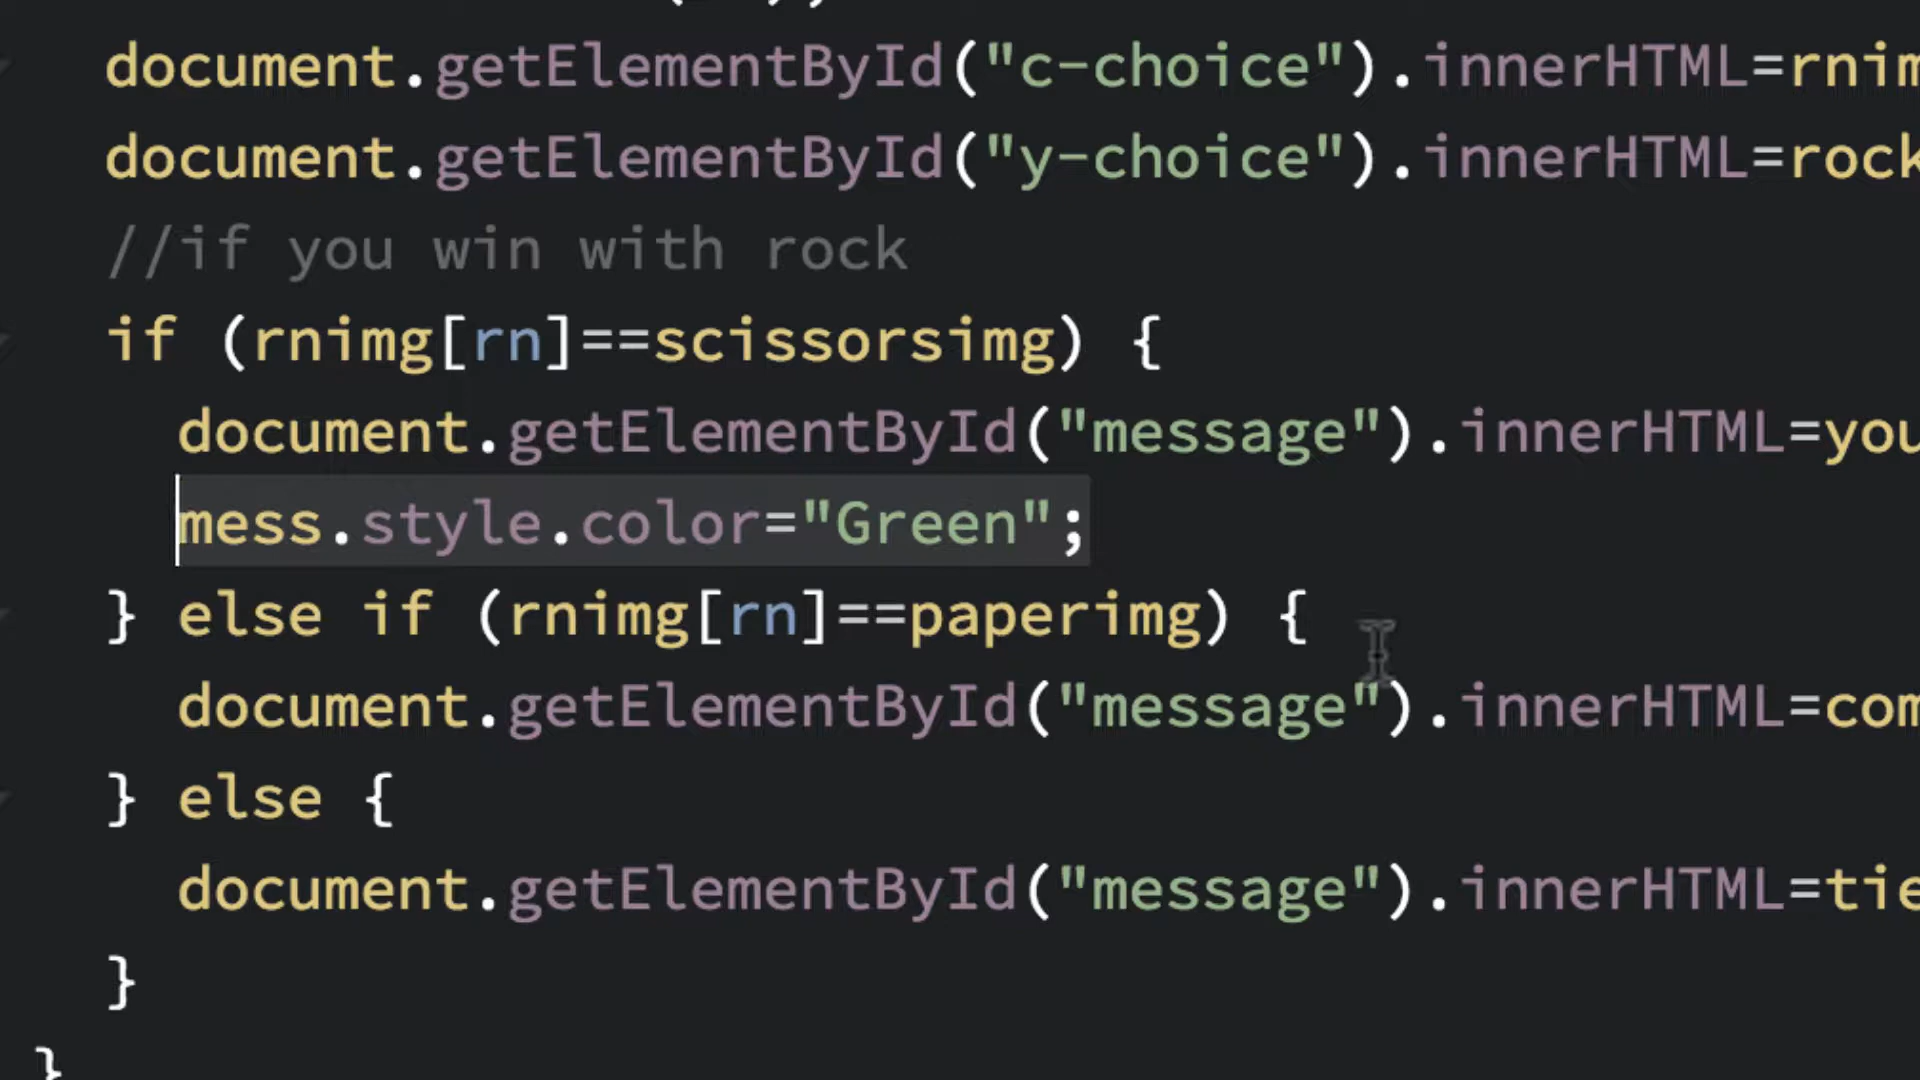 document.getElementById("c-choice").innerHTML=rnim
document.getElementById("y-choice").innerHTML=rock
//if you win with rock
if (rnimg[rn]==scissorsimg) {
document.getElementById("message").innerHTML=you
mess.style.color="Green";
} else if (rnimg[rn]==paperimg) {
document.getElementById("message").innerHTML=com
} else {
document.getElementById("message").innerHTML=tie
}
}